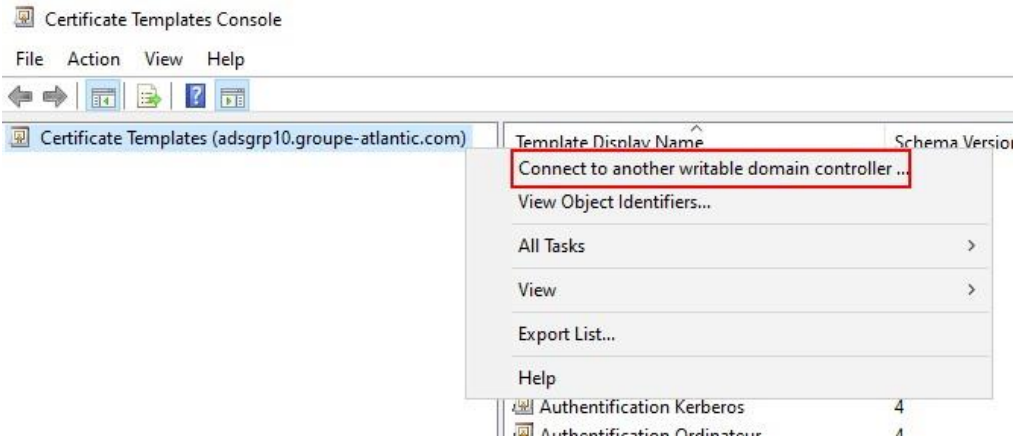 Certificate Templates Console
File Action View Help
Certificate Templates (adsgrp10.groupe-atlantic.com)
Template Display Name Schema Version
Connect to another writable domain controller ...
View Object Identifiers...
All Tasks
View
Export List...
Help
Authentification Kerberos 4
Authentification Ordinateur 4